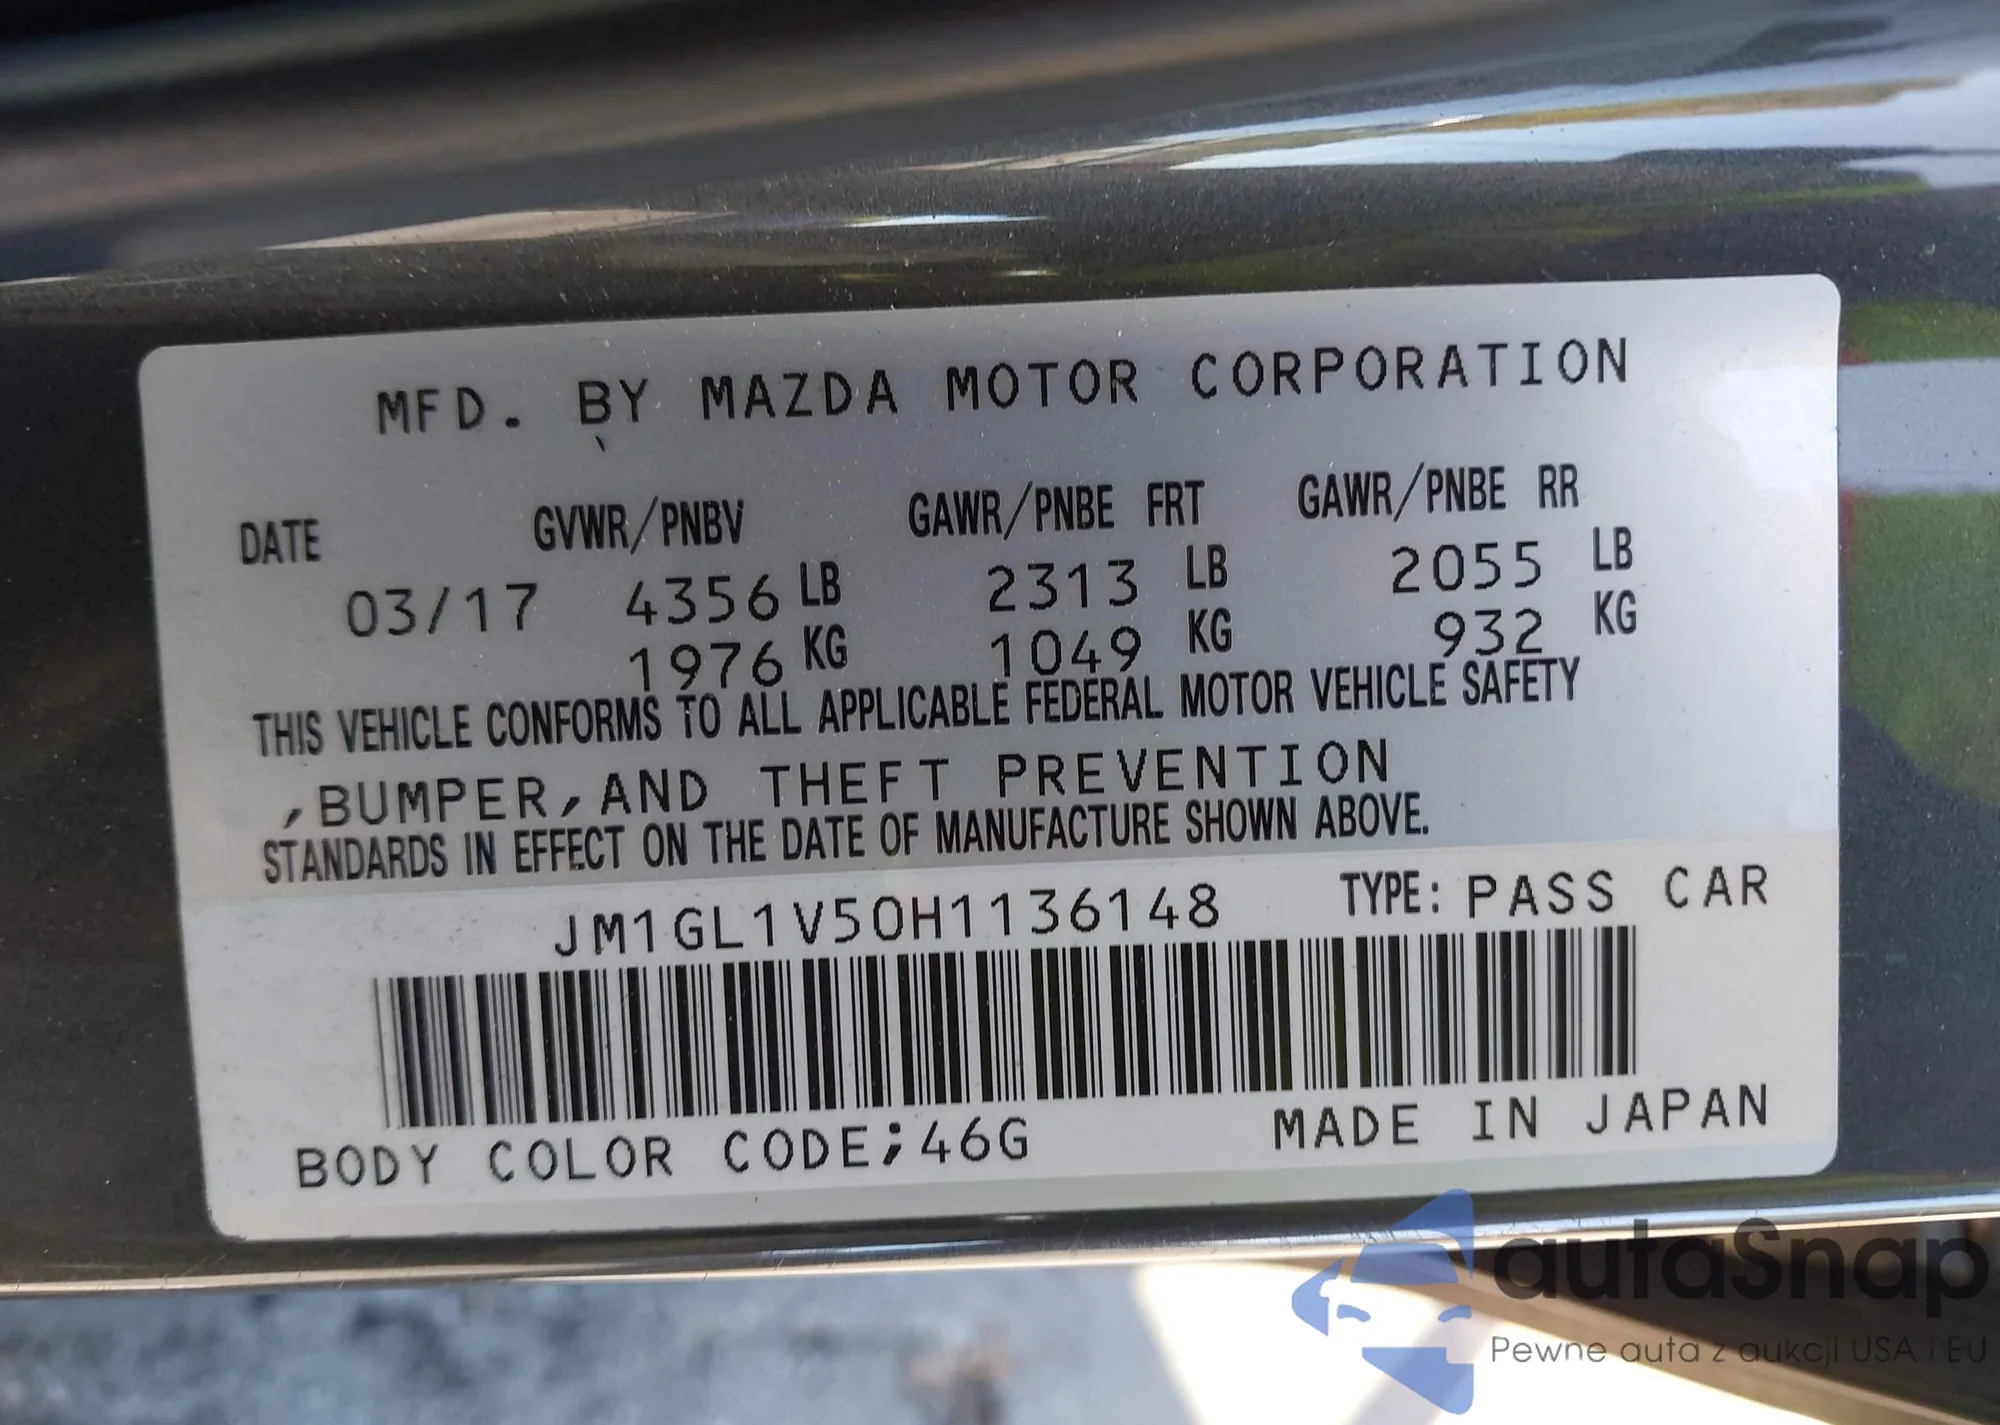 MFD. BY MAZDA MOTOR CORPORATION
DATE GVWR/PNBV GAWR/PNBE FRT GAWR/PNBE RR
03/17 4356 LB 2313 LB 2055 LB
1976 KG 1049 KG 932 KG
THIS VEHICLE CONFORMS TO ALL APPLICABLE FEDERAL MOTOR VEHICLE SAFETY
,BUMPER,AND THEFT PREVENTION
STANDARDS IN EFFECT ON THE DATE OF MANUFACTURE SHOWN ABOVE.
JM1GL1V50H1136148 TYPE: PASS CAR
BODY COLOR CODE;46G MADE IN JAPAN
autaSnap
Pewne auta z aukcji USA i EU